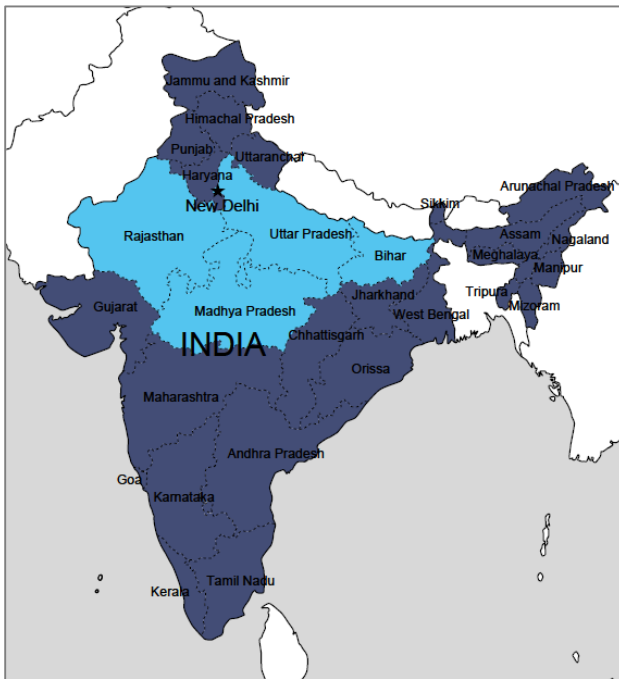 Jammu and Kashmir
Himachal Pradesh
Punjab
Uttaranchal
Haryana
New Delhi
Arunachal Pradesh
Sikkim
Rajasthan
Uttar Pradesh
Assam
Nagaland
Bihar
Meghalaya
Manipur
Jharkhand
Tripura
Gujarat
Madhya Pradesh
West Bengal
Mizoram
Chhattisgarh
INDIA
Orissa
Maharashtra
Andhra Pradesh
Goa
Karnataka
Tamil Nadu
Kerala